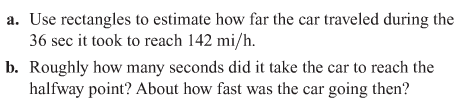 a. Use rectangles to estimate how far the car traveled during the
36 sec it took to reach 142 mi/h.
b. Roughly how many seconds did it take the car to reach the
halfway point? About how fast was the car going then?